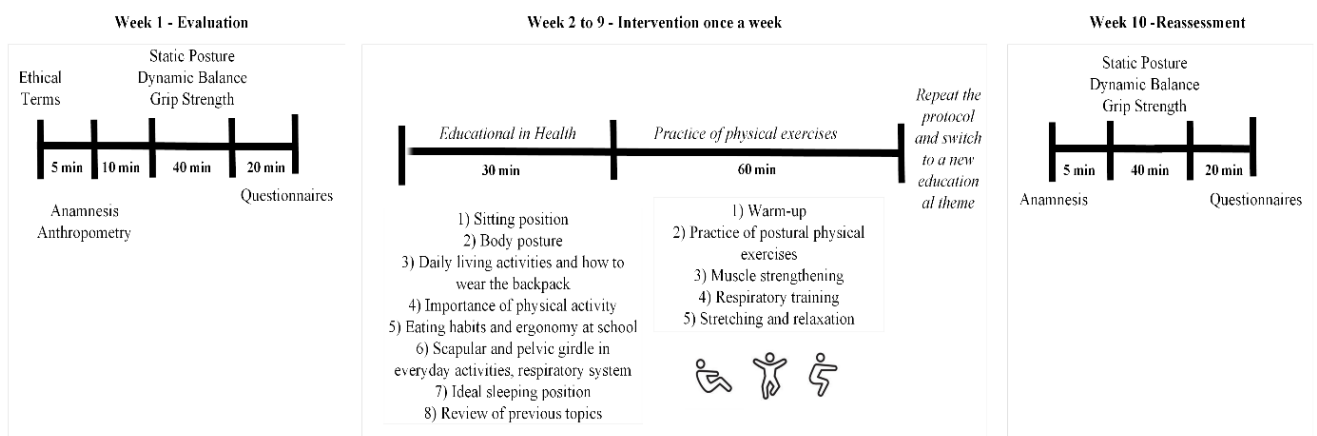 Week 1 - Evaluation
Ethical
Terms
Static Posture
Dynamic Balance
Grip Strength
5 min
10 min
40 min
20 min
Anamnesis
Anthropometry
Questionnaires
Week 2 to 9 - Intervention once a week
Educational in Health
Practice of physical exercises
30 min
60 min
Repeat the
protocol
and switch
to a new
education
al theme
1) Sitting position
2) Body posture
3) Daily living activities and how to
wear the backpack
4) Importance of physical activity
5) Eating habits and ergonomy at school
6) Scapular and pelvic girdle in
everyday activities, respiratory system
7) Ideal sleeping position
8) Review of previous topics
1) Warm-up
2) Practice of postural physical
exercises
3) Muscle strengthening
4) Respiratory training
5) Stretching and relaxation
Week 10 -Reassessment
Static Posture
Dynamic Balance
Grip Strength
5 min
40 min
20 min
Anamnesis
Questionnaires